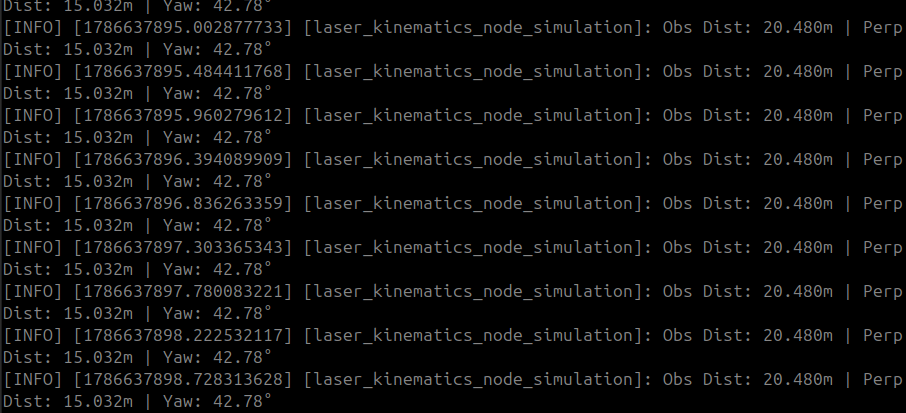 Dist: 15.032m | Yaw: 42.78°
[INFO] [1786637895.002877733] [laser_kinematics_node_simulation]: Obs Dist: 20.480m | Perp
Dist: 15.032m | Yaw: 42.78°
[INFO] [1786637895.484411768] [laser_kinematics_node_simulation]: Obs Dist: 20.480m | Perp
Dist: 15.032m | Yaw: 42.78°
[INFO] [1786637895.960279612] [laser_kinematics_node_simulation]: Obs Dist: 20.480m | Perp
Dist: 15.032m | Yaw: 42.78°
[INFO] [1786637896.394089909] [laser_kinematics_node_simulation]: Obs Dist: 20.480m | Perp
Dist: 15.032m | Yaw: 42.78°
[INFO] [1786637896.836263359] [laser_kinematics_node_simulation]: Obs Dist: 20.480m | Perp
Dist: 15.032m | Yaw: 42.78°
[INFO] [1786637897.303365343] [laser_kinematics_node_simulation]: Obs Dist: 20.480m | Perp
Dist: 15.032m | Yaw: 42.78°
[INFO] [1786637897.780083221] [laser_kinematics_node_simulation]: Obs Dist: 20.480m | Perp
Dist: 15.032m | Yaw: 42.78°
[INFO] [1786637898.222532117] [laser_kinematics_node_simulation]: Obs Dist: 20.480m | Perp
Dist: 15.032m | Yaw: 42.78°
[INFO] [1786637898.728313628] [laser_kinematics_node_simulation]: Obs Dist: 20.480m | Perp
Dist: 15.032m | Yaw: 42.78°